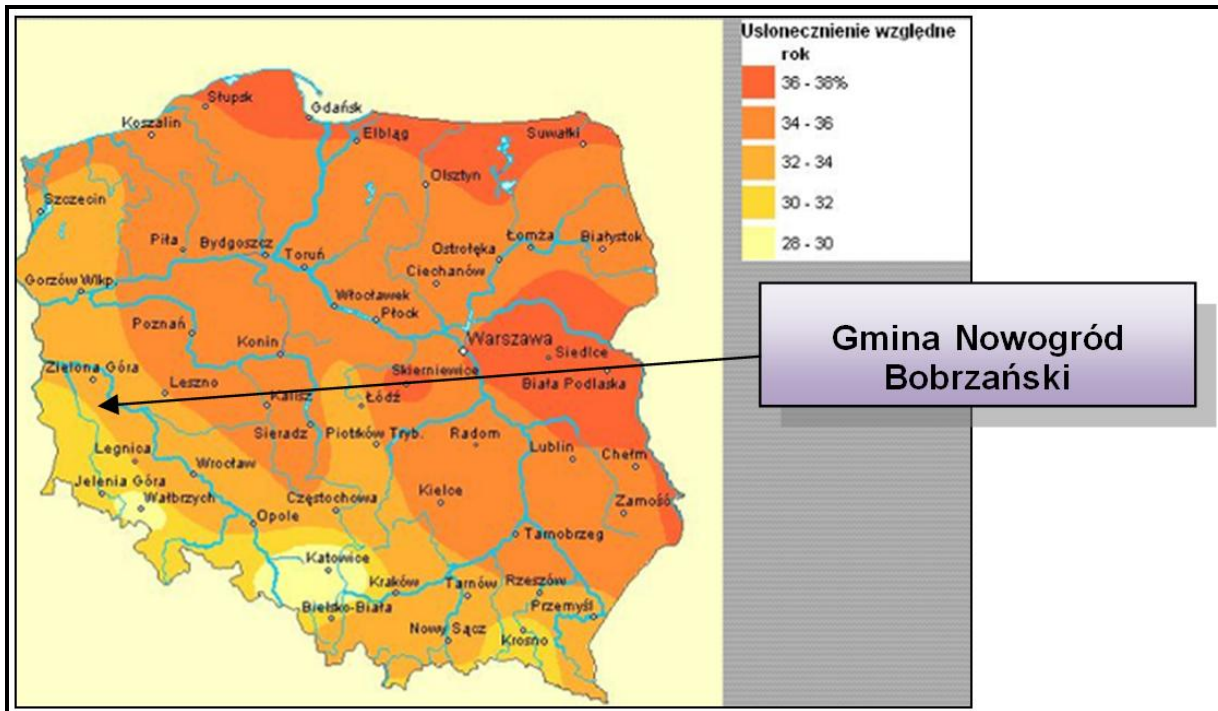 Usłonecznienie względne
rok
36 - 38%
34 - 36
32 - 34
30 - 32
28 - 30
Gmina Nowogród
Bobrzański
Słupsk
Gdańsk
Koszalin
Elbląg
Suwałki
Olsztyn
Szczecin
Piła
Bydgoszcz
Toruń
Ostrołęka
Łomża
Białystok
Ciechanów
Gorzów Wlkp.
Włocławek
Płock
Poznań
Konin
Warszawa
Siedlce
Zielona Góra
Leszno
Skierniewice
Biała Podlaska
Kalisz
Łódź
Sieradz
Piotrków Tryb.
Radom
Lublin
Chełm
Legnica
Wrocław
Jelenia Góra
Wałbrzych
Częstochowa
Kielce
Zamość
Opole
Tarnobrzeg
Katowice
Kraków
Tarnów
Rzeszów
Bielsko-Biała
Przemyśl
Nowy Sącz
Krosno